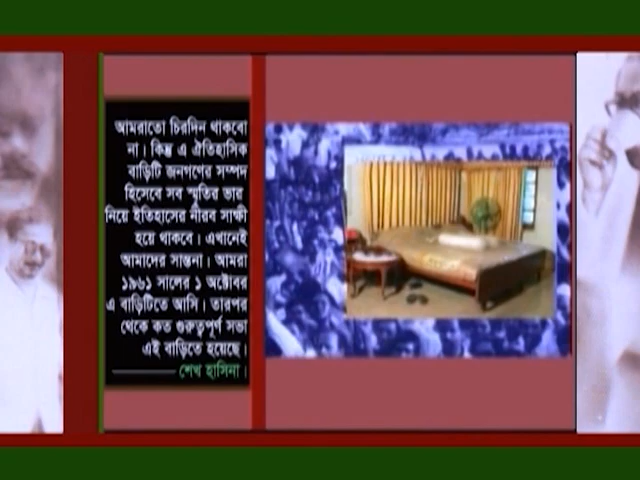 আমরাতো চিরদিন থাকবো
না। কিন্তু এ ঐতিহাসিক
বাড়িটি জনগণের সম্পদ
হিসেবে সব স্মৃতির ভার
নিয়ে ইতিহাসের নীরব সাক্ষী
হয়ে থাকবে। এখানেই
আমাদের সান্তনা। আমরা
১৯৬১ সালের ১ অক্টোবর
এ বাড়িটিতে আসি। তারপর
থেকে কত গুরুত্বপূর্ণ সভা
এই বাড়িতে হয়েছে।
শেখ হাসিনা।